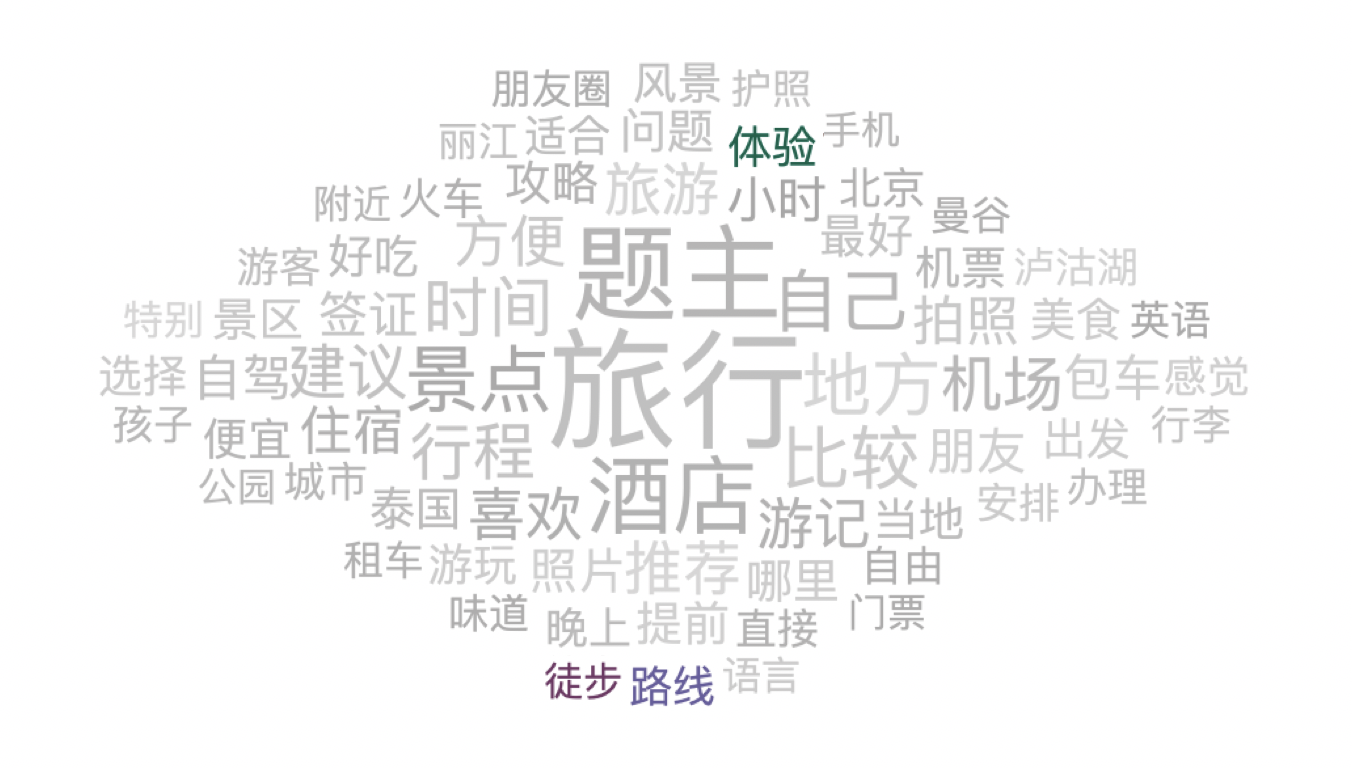 朋友圈 风景 护照
丽江 适合 问题 体验 手机
附近 火车 攻略 旅游 小时 北京 曼谷
游客 好吃 方便 题主 最好 机票 泸沽湖
特别 景区 签证 时间 自己 拍照 美食 英语
选择 自驾 建议 景点 旅行 地方 机场 包车 感觉
孩子 便宜 住宿 行程 比较 朋友 出发 行李
公园 城市 泰国 喜欢 酒店 游记 当地 安排 办理
租车 游玩 照片 推荐 哪里 自由
味道 晚上 提前 直接 门票
徒步 路线 语言